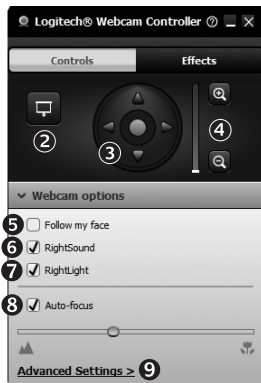 Logitech® Webcam Controller
Controls Effects
2
3
4
Webcam options
5 Follow my face
6 RightSound
7 RightLight
8 Auto-focus
Advanced Settings > 9